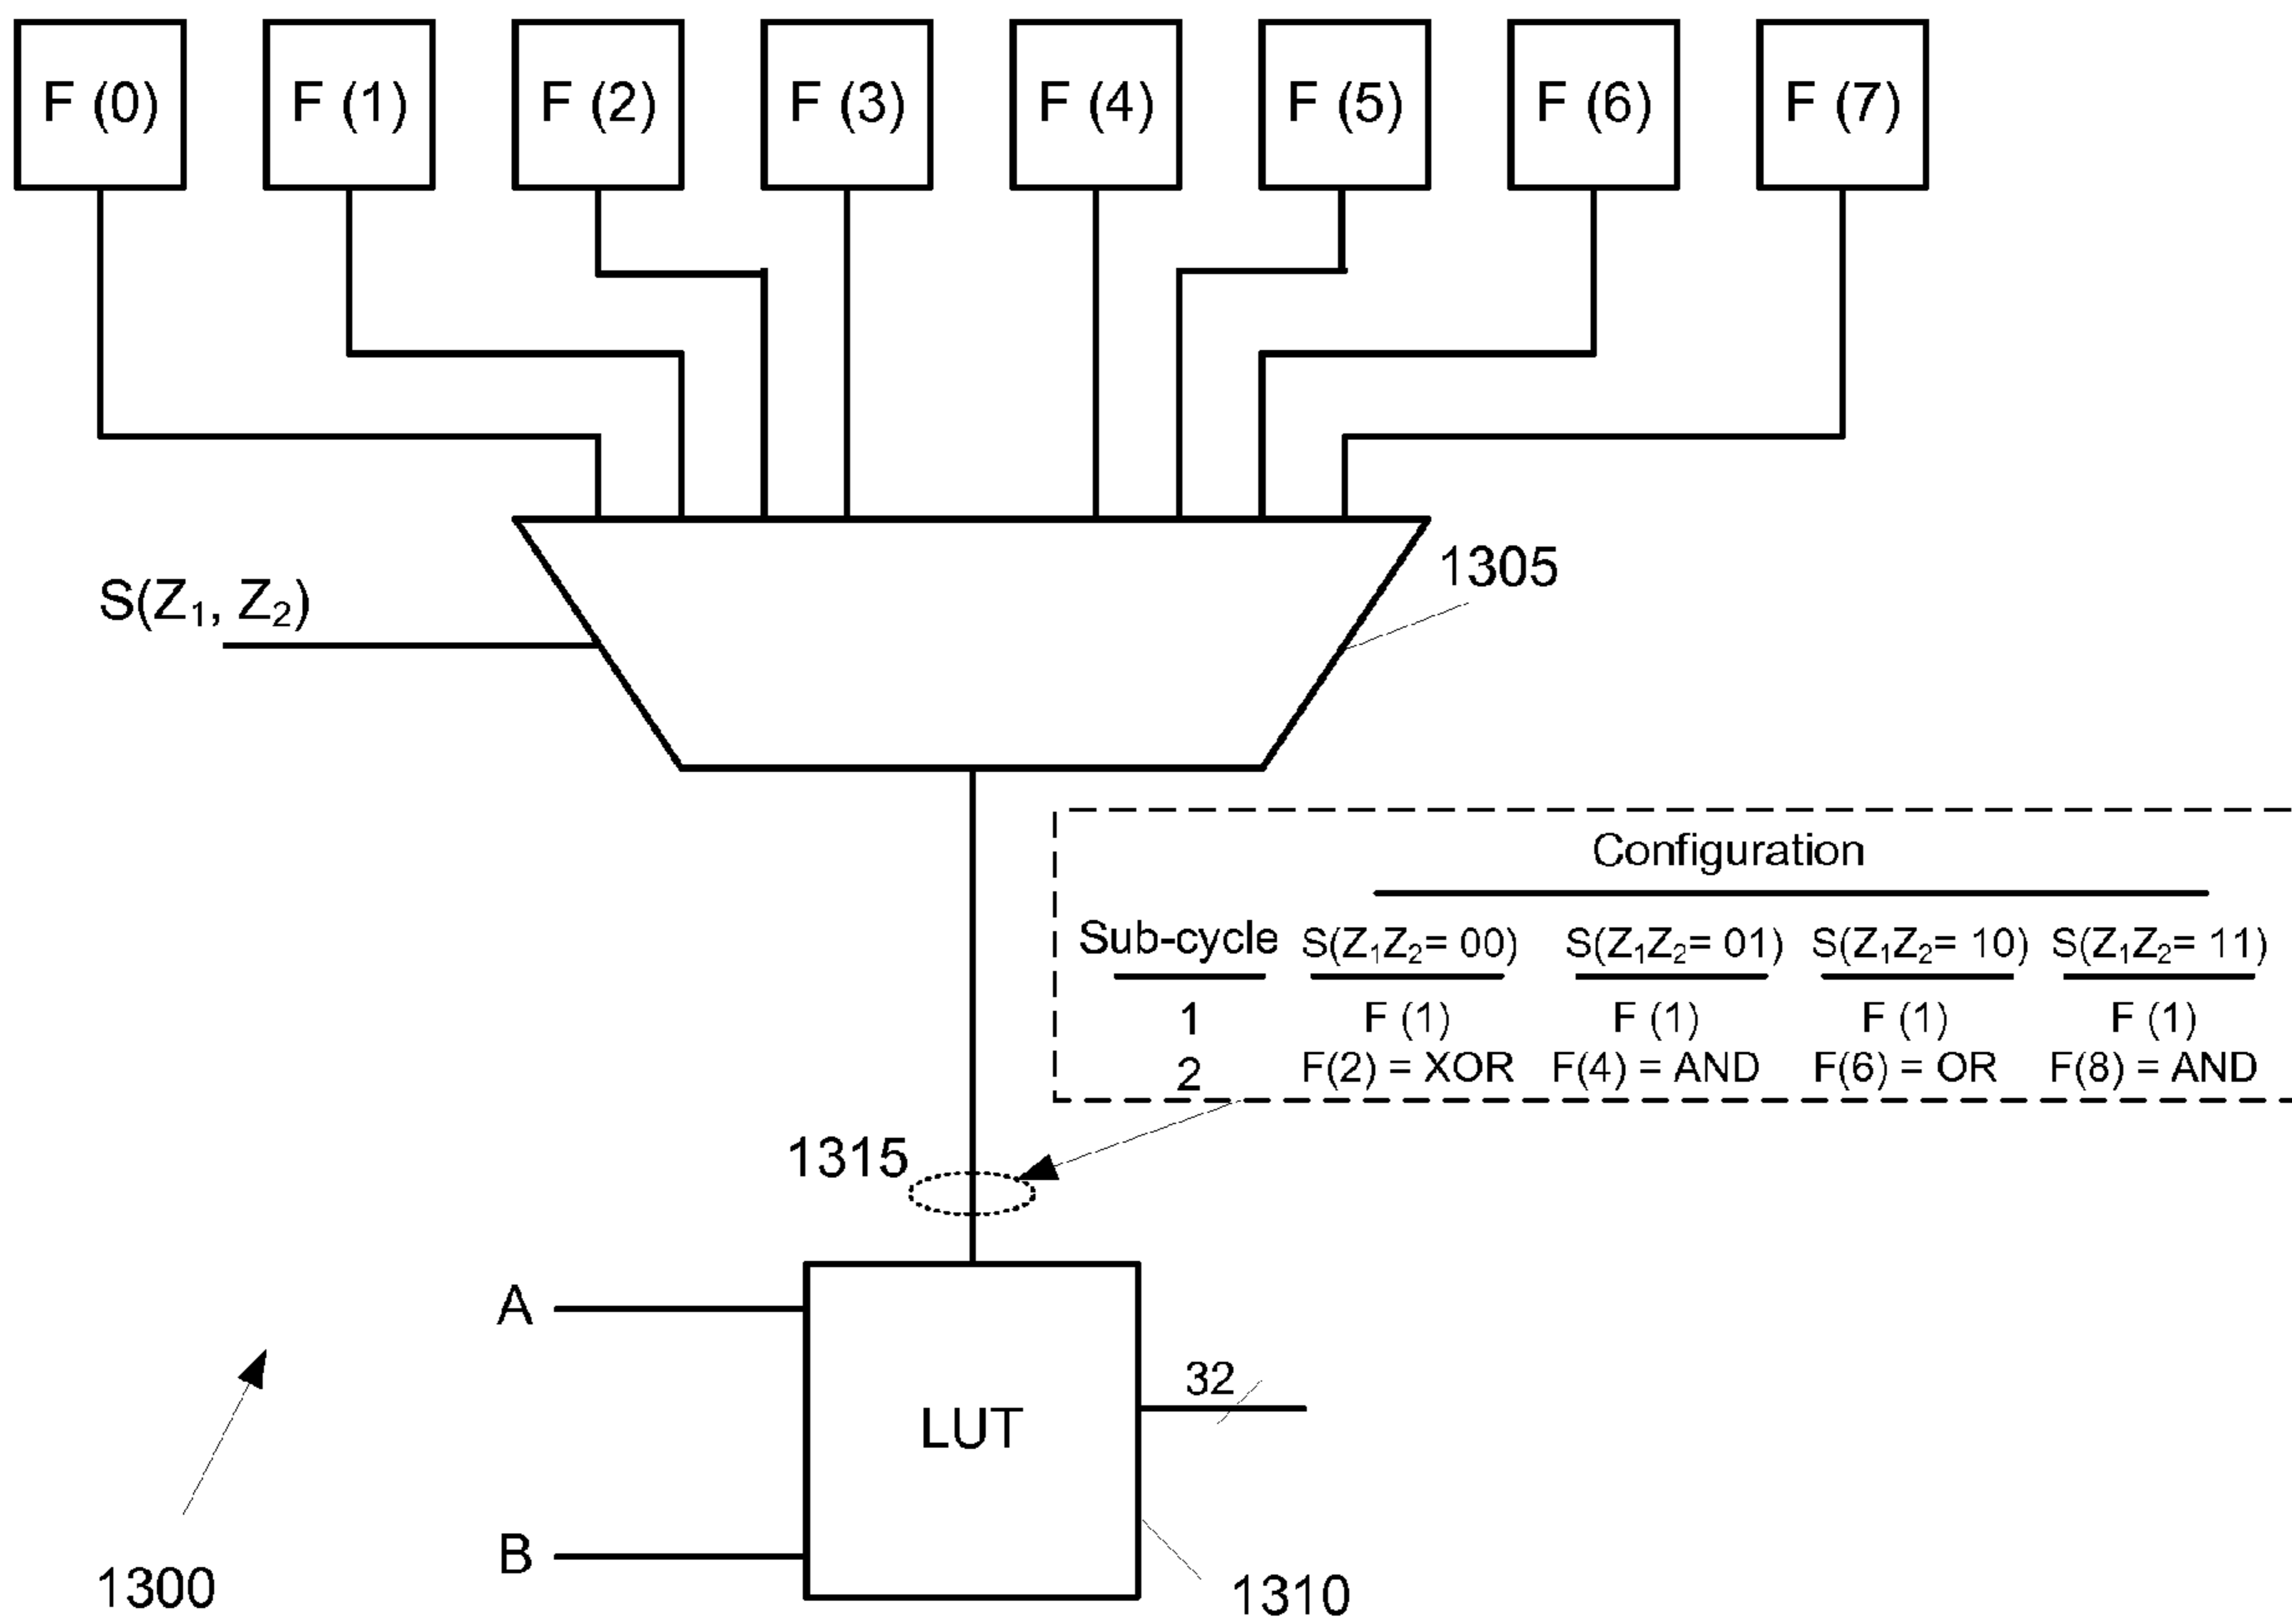 F (0) F (1) F (2) F (3) F (4) F (5) F (6) F (7)
1305
S(Z₁, Z₂)
Configuration
Sub-cycle S(Z₁Z₂= 00) S(Z₁Z₂= 01) S(Z₁Z₂= 10) S(Z₁Z₂= 11)
1 F (1) F (1) F (1) F (1)
2 F(2) = XOR F(4) = AND F(6) = OR F(8) = AND
1315
A
32
LUT
B
1300
1310